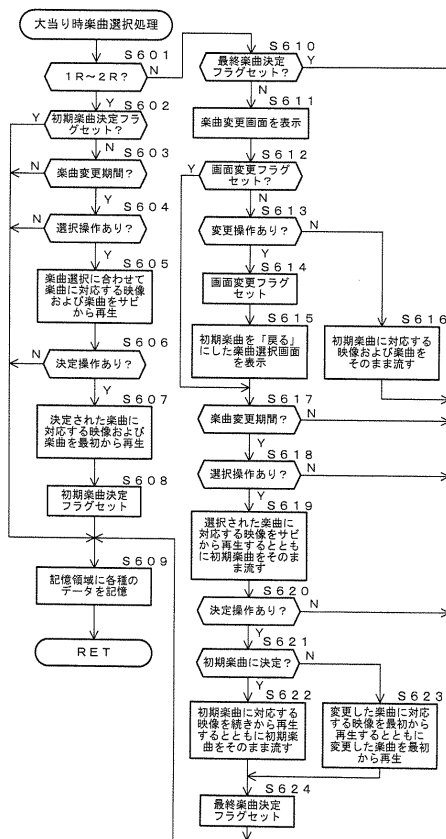 大当り時楽曲選択処理
S601
1R～2R?
N
Y
S602
初期楽曲決定フラ
グセット?
Y
N
S603
楽曲変更期間?
N
Y
S604
選択操作あり?
N
Y
S605
楽曲選択に合わせて
楽曲に対応する映像
および楽曲をサビ
から再生
S606
決定操作あり?
N
Y
S607
決定された楽曲に
対応する映像および
楽曲を最初から再生
S608
初期楽曲決定
フラグセット
S609
記憶領域に各種の
データを記憶
RET
S610
最終楽曲決定
フラグセット?
Y
N
S611
楽曲変更画面を表示
S612
画面変更フラグ
セット?
Y
N
S613
変更操作あり?
N
Y
S614
画面変更フラグ
セット
S615
初期楽曲を「戻る」
にした楽曲選択画面
を表示
S616
初期楽曲に対応する
映像および楽曲を
そのまま流す
S617
楽曲変更期間?
N
Y
S618
選択操作あり?
N
Y
S619
選択された楽曲に
対応する映像をサビ
から再生するとともに
初期楽曲をそのまま
流す
S620
決定操作あり?
N
Y
S621
初期楽曲に決定?
N
Y
S622
初期楽曲に対応する
映像を続きから再生
するとともに初期楽
曲をそのまま流す
S623
変更した楽曲に対応
する映像を最初から
再生するとともに
変更した楽曲を最初
から再生
S624
最終楽曲決定
フラグセット